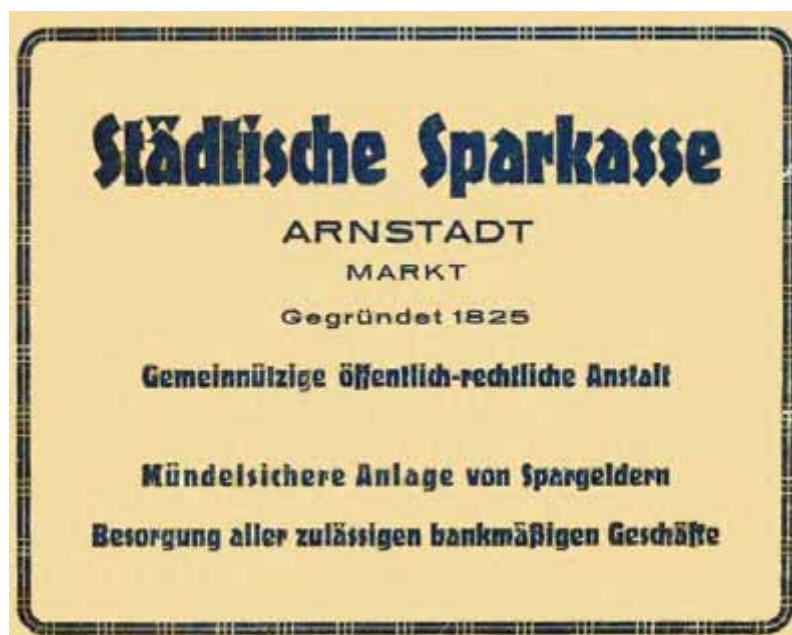 Städtische Sparkasse
ARNSTADT
MARKT
Gegründet 1825
Gemeinnützige öffentlich-rechtliche Anstalt
Mündelsichere Anlage von Spargeldern
Besorgung aller zulässigen bankmäßigen Geschäfte